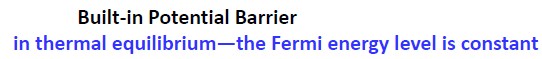 Built-in Potential Barrier
in thermal equilibrium—the Fermi energy level is constant